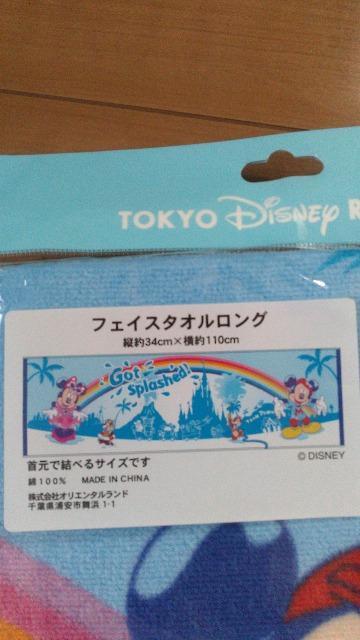 TOKYO Disney R
フェイスタオルロング
縦約34cm×横約110cm
Got
Splashed!
© DISNEY
首元で結べるサイズです
綿100% MADE IN CHINA
株式会社オリエンタルランド
千葉県浦安市舞浜 1-1